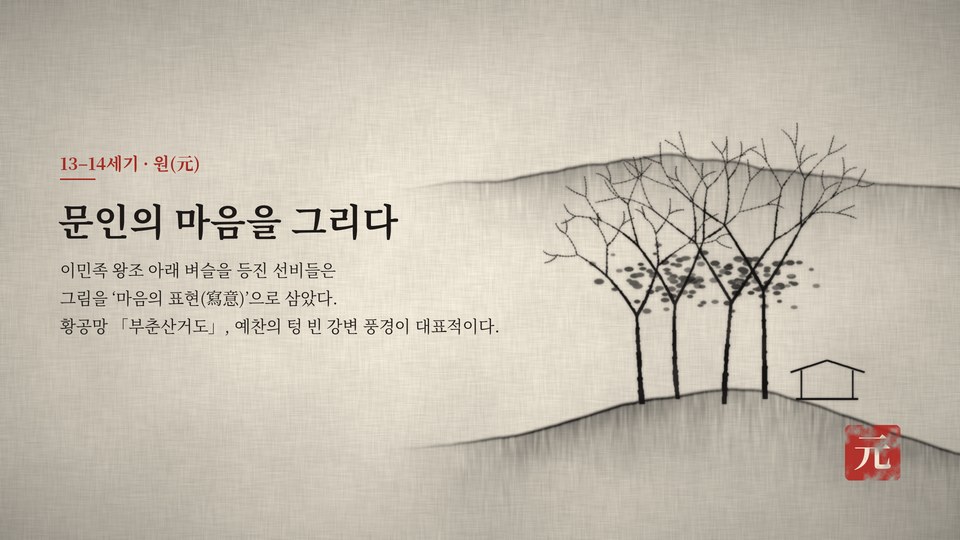 13–14세기 · 원(元)
문인의 마음을 그리다
이민족 왕조 아래 벼슬을 등진 선비들은
그림을 ‘마음의 표현(寫意)’으로 삼았다.
황공망 「부춘산거도」, 예찬의 텅 빈 강변 풍경이 대표적이다.
元